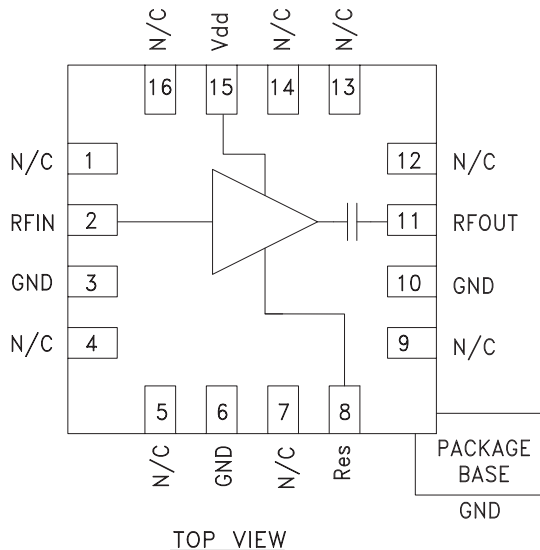 N/C
Vdd
N/C
N/C
16
15
14
13
N/C
1
12
N/C
RFIN
2
11
RFOUT
GND
3
10
GND
N/C
4
9
N/C
5
6
7
8
N/C
GND
N/C
Res
PACKAGE
BASE
GND
TOP VIEW